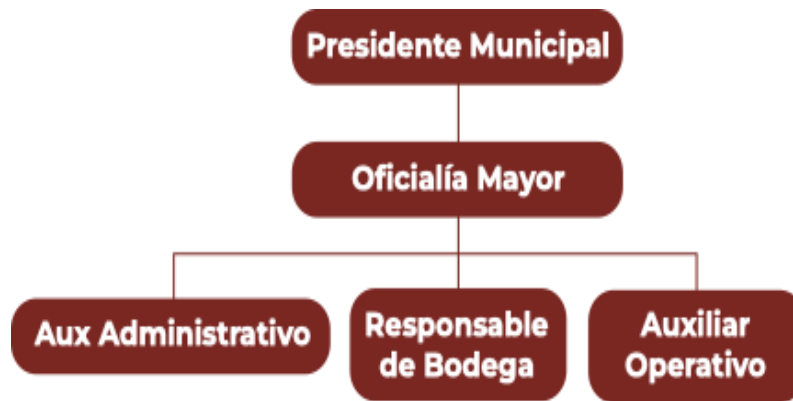 Presidente Municipal
Oficialía Mayor
Aux Administrativo
Responsable
de Bodega
Auxiliar
Operativo